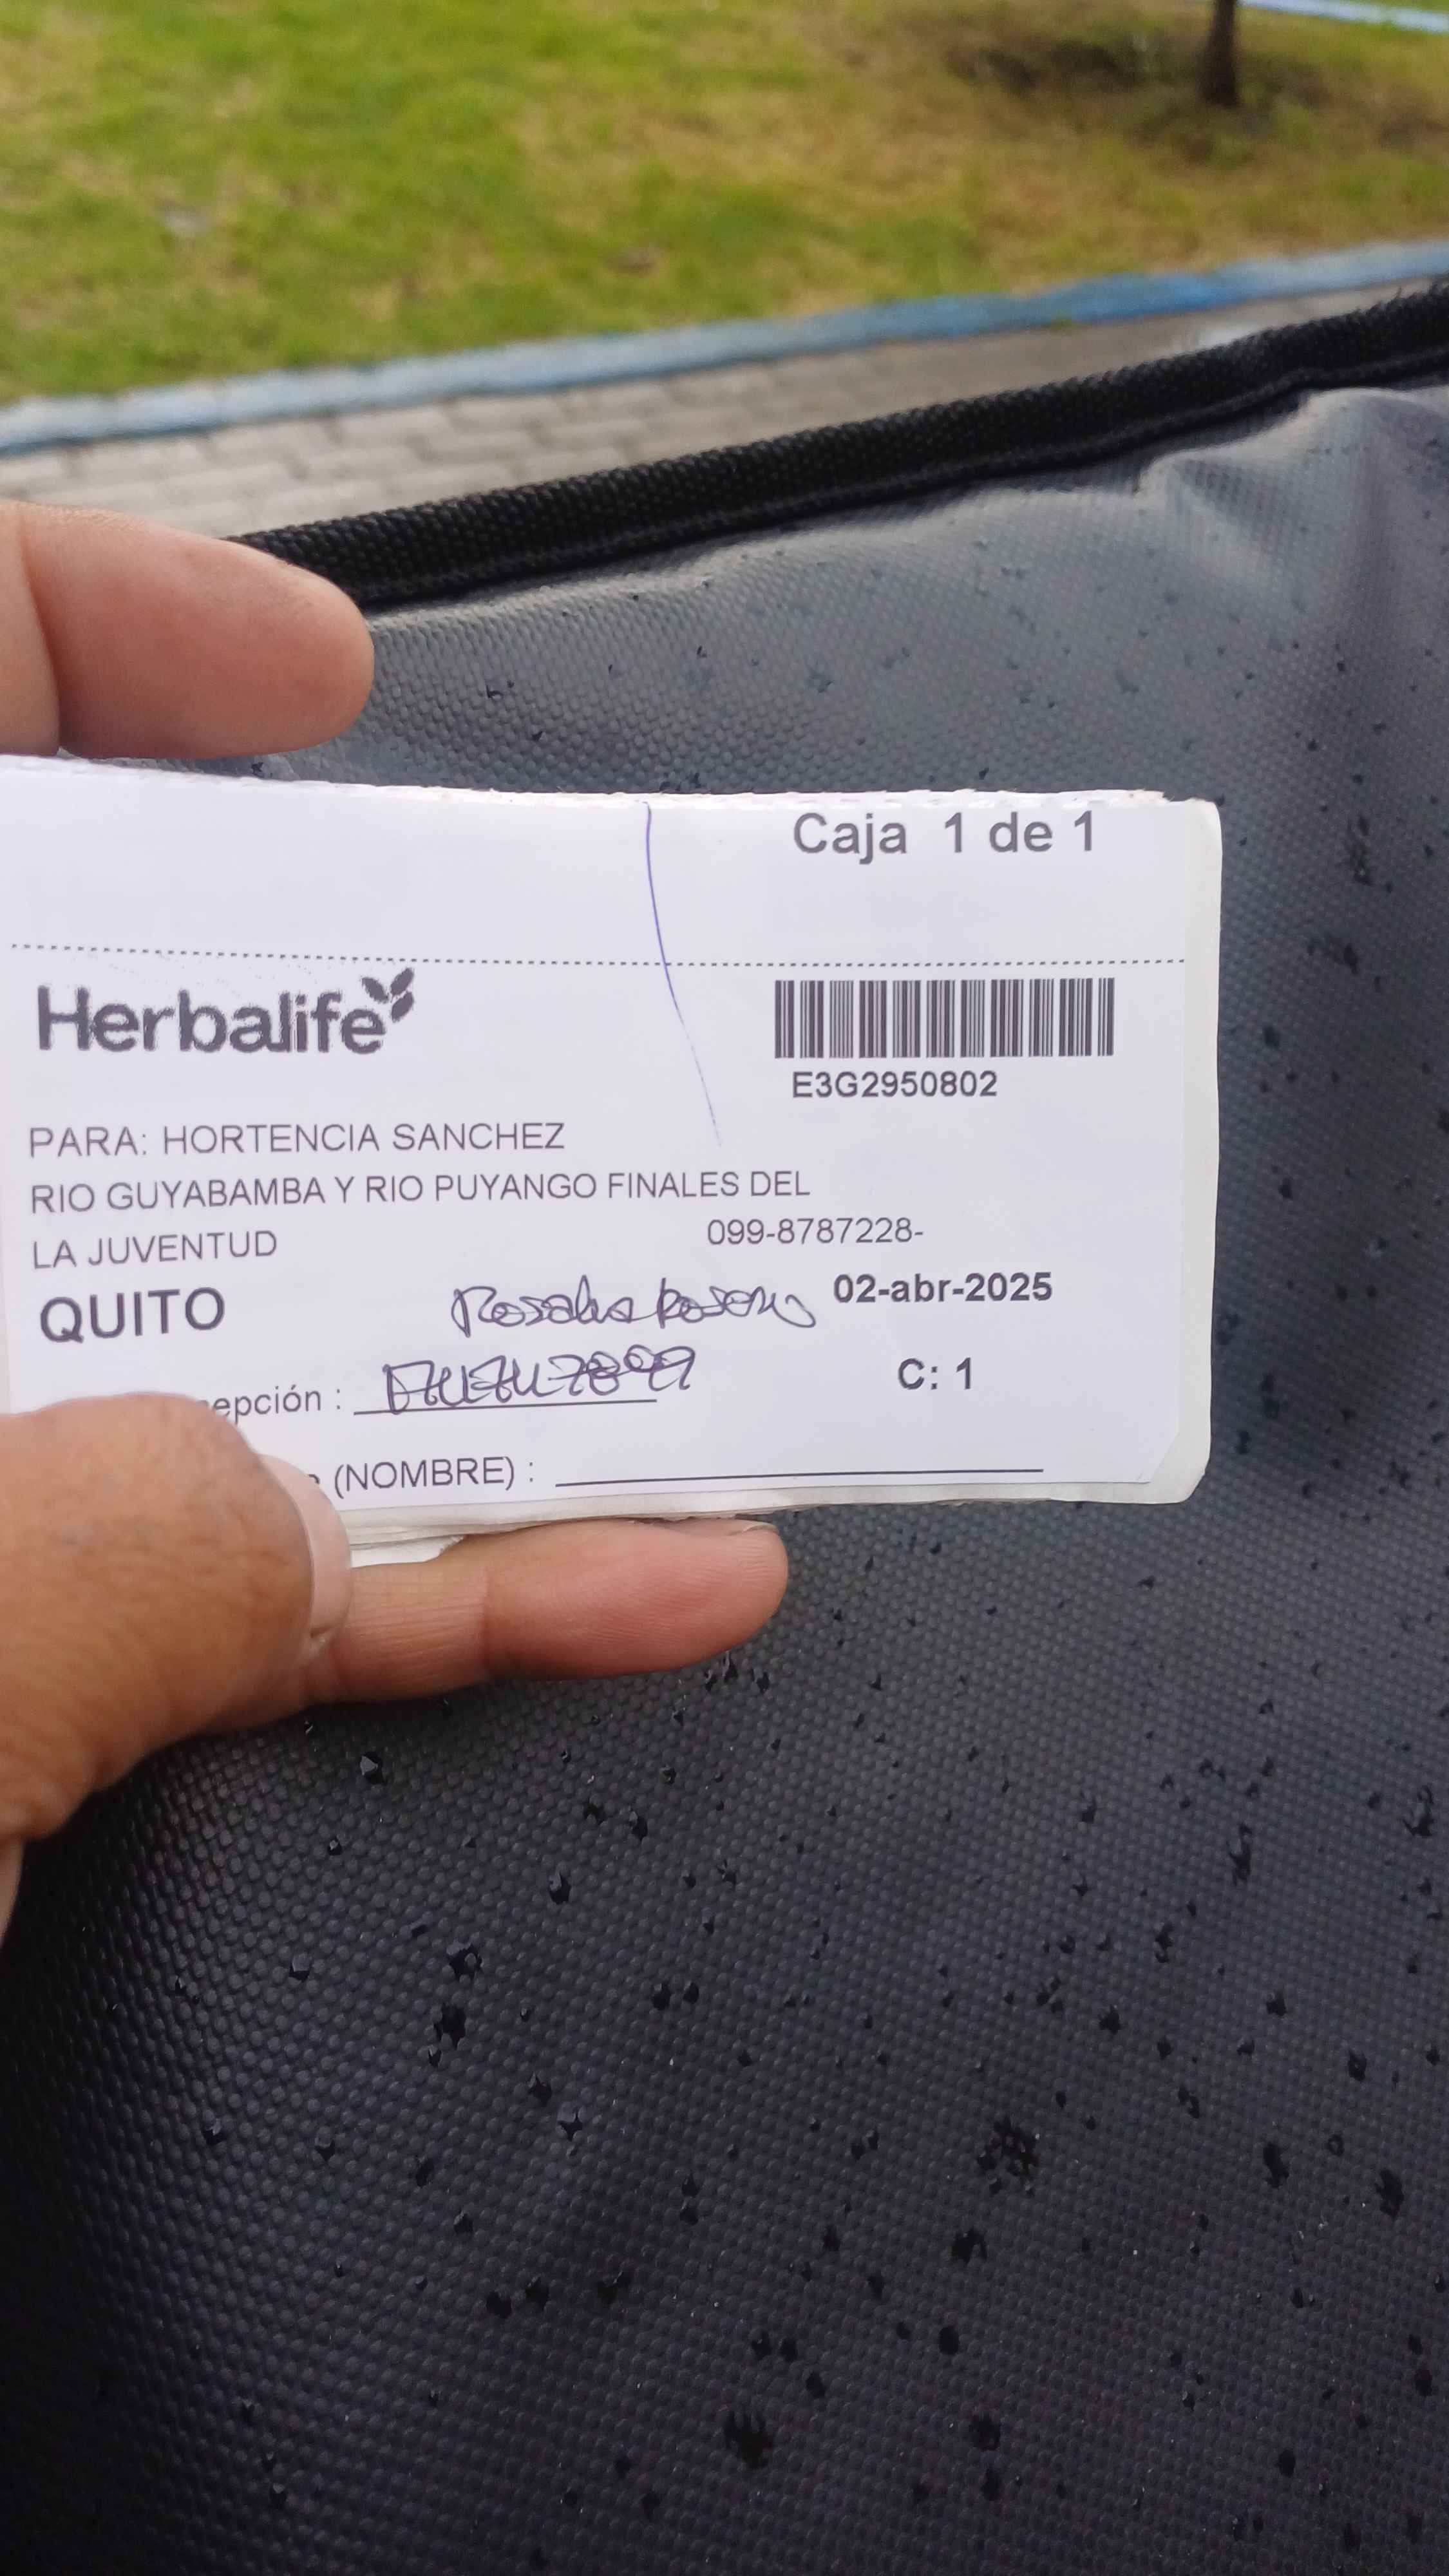 Caja 1 de 1
Herbalife
E3G2950802
PARA: HORTENCIA SANCHEZ
RIO GUYABAMBA Y RIO PUYANGO FINALES DEL
LA JUVENTUD 099-8787228-
QUITO 02-abr-2025
epción :
C: 1
(NOMBRE) :